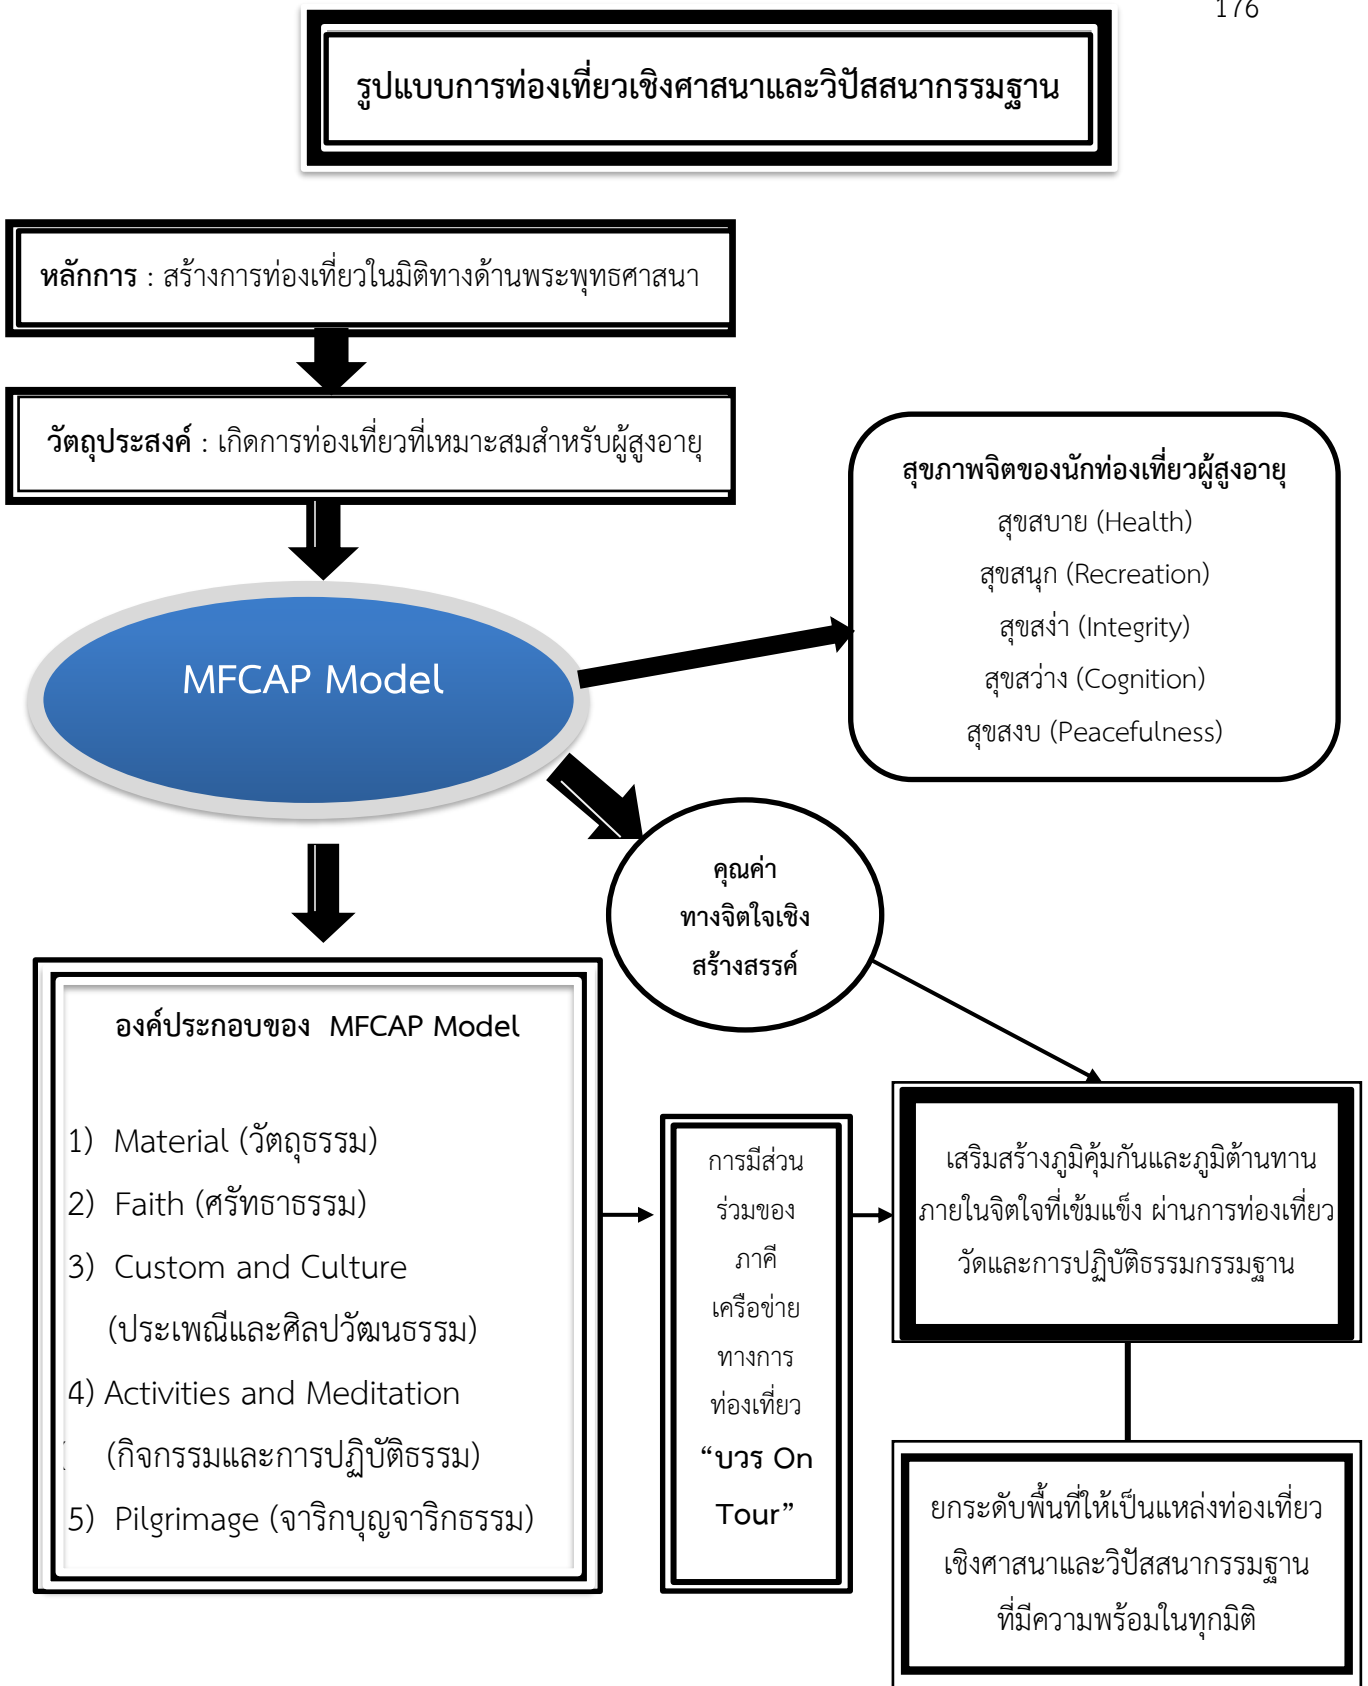 176
รูปแบบการท่องเที่ยวเชิงศาสนาและวิปัสสนากรรมฐาน
หลักการ : สร้างการท่องเที่ยวในมิติทางด้านพระพุทธศาสนา
วัตถุประสงค์ : เกิดการท่องเที่ยวที่เหมาะสมสำหรับผู้สูงอายุ
สุขภาพจิตของนักท่องเที่ยวผู้สูงอายุ
สุขสบาย (Health)
สุขสนุก (Recreation)
สุขสง่า (Integrity)
สุขสว่าง (Cognition)
สุขสงบ (Peacefulness)
MFCAP Model
คุณค่า
ทางจิตใจเชิง
สร้างสรรค์
องค์ประกอบของ MFCAP Model
1) Material (วัตถุธรรม)
2) Faith (ศรัทธาธรรม)
3) Custom and Culture
(ประเพณีและศิลปวัฒนธรรม)
4) Activities and Meditation
(กิจกรรมและการปฏิบัติธรรม)
5) Pilgrimage (จาริกบุญจาริกธรรม)
การมีส่วน
ร่วมของ
ภาคี
เครือข่าย
ทางการ
ท่องเที่ยว
“บวร On
Tour”
เสริมสร้างภูมิคุ้มกันและภูมิต้านทาน
ภายในจิตใจที่เข้มแข็ง ผ่านการท่องเที่ยว
วัดและการปฏิบัติธรรมกรรมฐาน
ยกระดับพื้นที่ให้เป็นแหล่งท่องเที่ยว
เชิงศาสนาและวิปัสสนากรรมฐาน
ที่มีความพร้อมในทุกมิติ